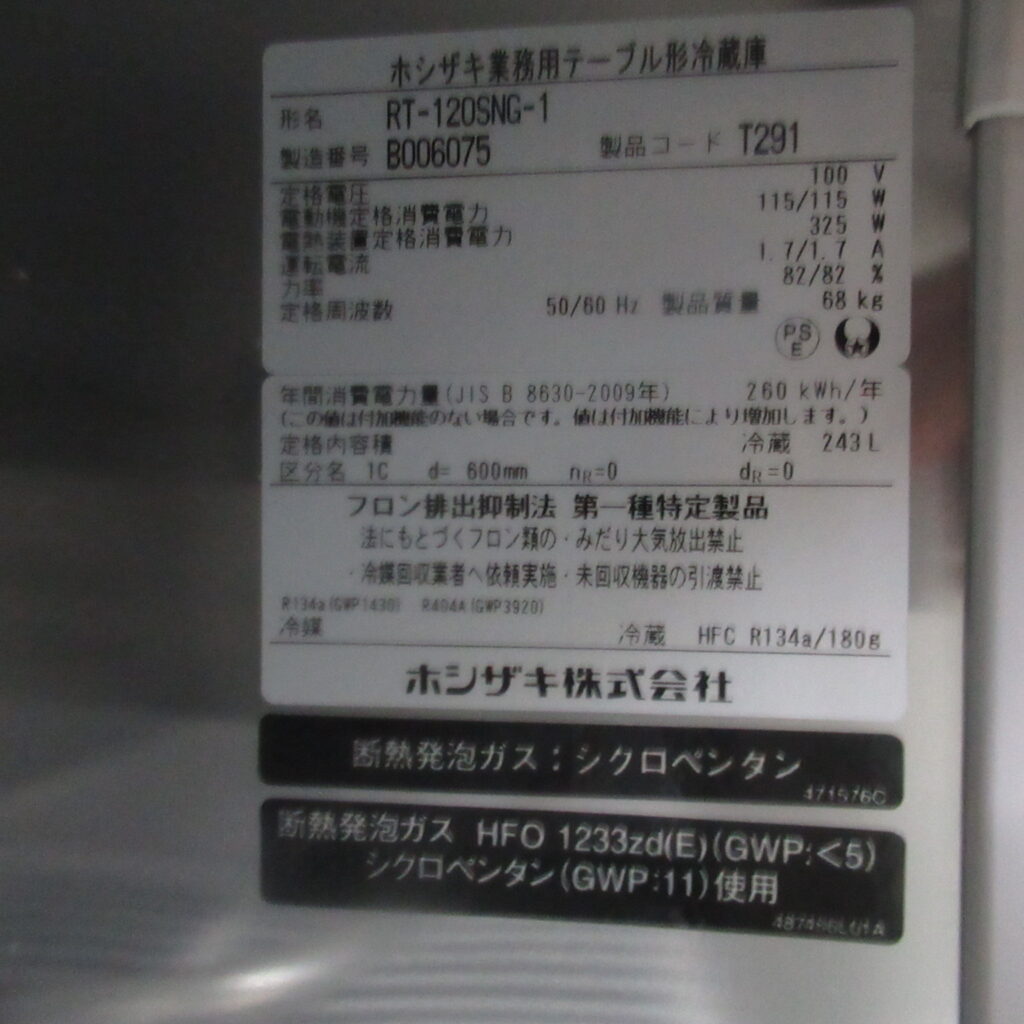 ホシザキ業務用テーブル形冷蔵庫
形名 RT-120SNG-1
製造番号 B006075 製品コード T291
定格電圧 100 V
電動機定格消費電力 115/115 W
電熱装置定格消費電力 325 W
運転電流 1.7/1.7 A
力率 82/82 %
定格周波数 50/60 Hz 製品質量 68 kg
PS
E
年間消費電力量(JIS B 8630-2009年) 260 kWh/年
(この値は付加機能のない場合です。値は付加機能により増加します。)
定格内容積 冷蔵 243 L
区分名 1C d= 600mm nR=0 dR=0
フロン排出抑制法 第一種特定製品
法にもとづくフロン類の・みだり大気放出禁止
・冷媒回収業者へ依頼実施・未回収機器の引渡禁止
R134a(GWP1430) R404A(GWP3920)
冷媒 冷蔵 HFC R134a/180g
ホシザキ株式会社
断熱発泡ガス:シクロペンタン
断熱発泡ガス HFO 1233zd(E)(GWP:<5)
シクロペンタン(GWP:11)使用